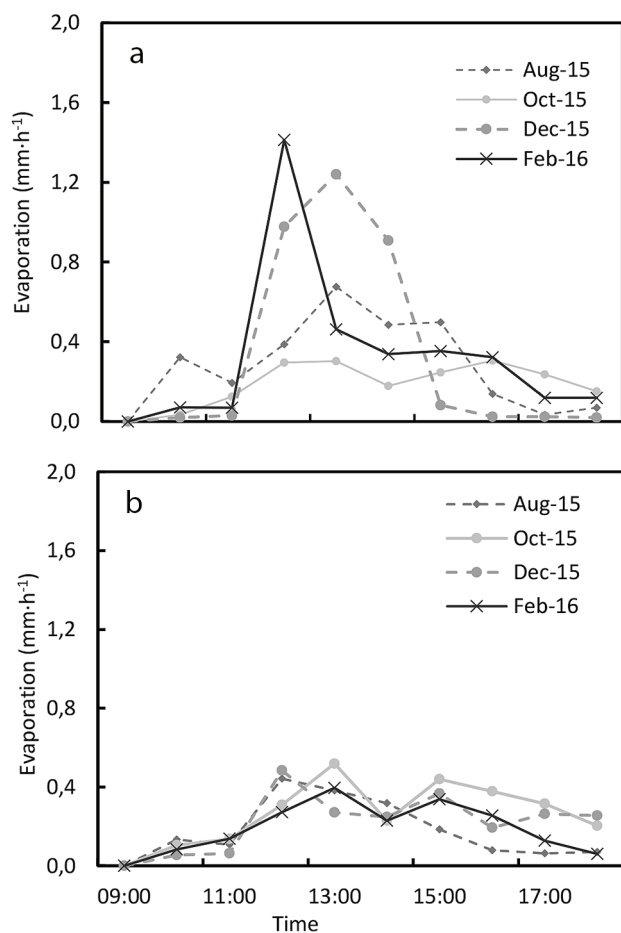 2,0
a
1,6
1,2
0,8
0,4
0,0
Evaporation (mm·h⁻¹)
Aug-15
Oct-15
Dec-15
Feb-16
2,0
b
1,6
1,2
0,8
0,4
0,0
Evaporation (mm·h⁻¹)
Aug-15
Oct-15
Dec-15
Feb-16
09:00 11:00 13:00 15:00 17:00
Time